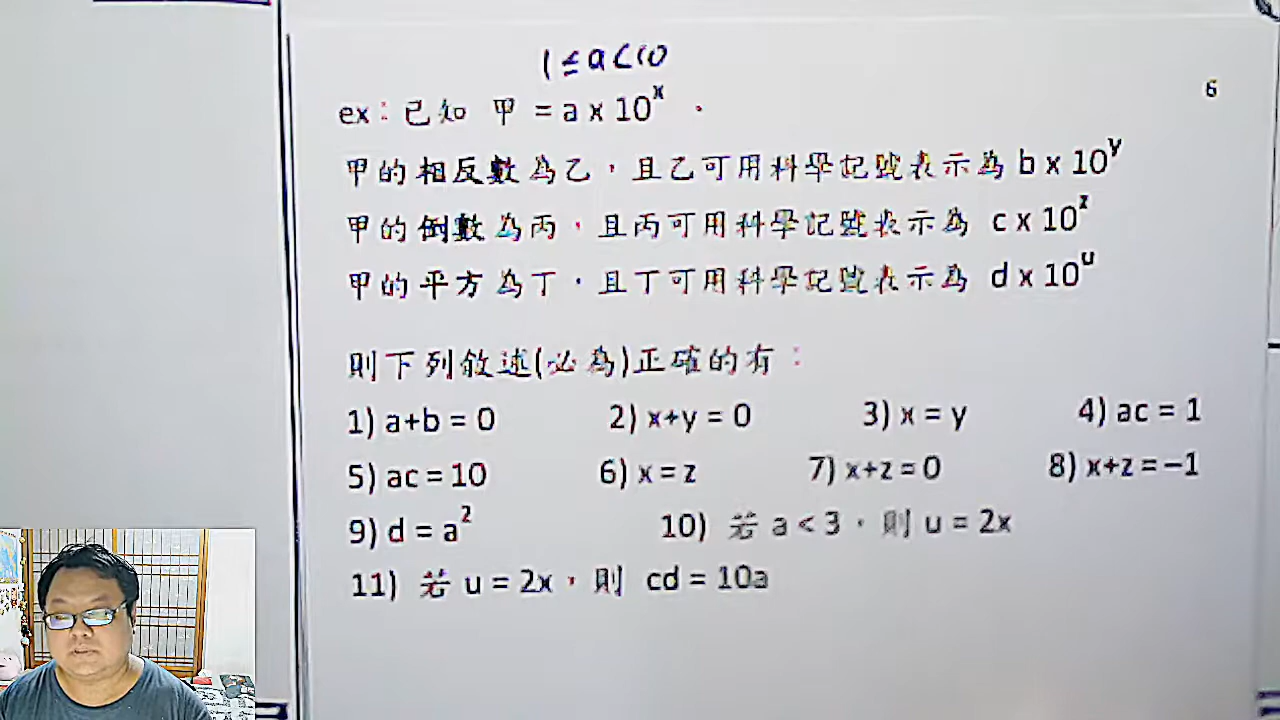 1≤a<10
6
ex:已知 甲 = a x 10^x .
甲的相反數為乙，且乙可用科學記號表示為 b x 10^y
甲的倒數為丙，且丙可用科學記號表示為 c x 10^z
甲的平方為丁，且丁可用科學記號表示為 d x 10^u
則下列敘述(必為)正確的有：
1) a+b = 0 2) x+y = 0 3) x = y 4) ac = 1
5) ac = 10 6) x = z 7) x+z = 0 8) x+z = −1
9) d = a^2 10) 若 a < 3，則 u = 2x
11) 若 u = 2x，則 cd = 10a